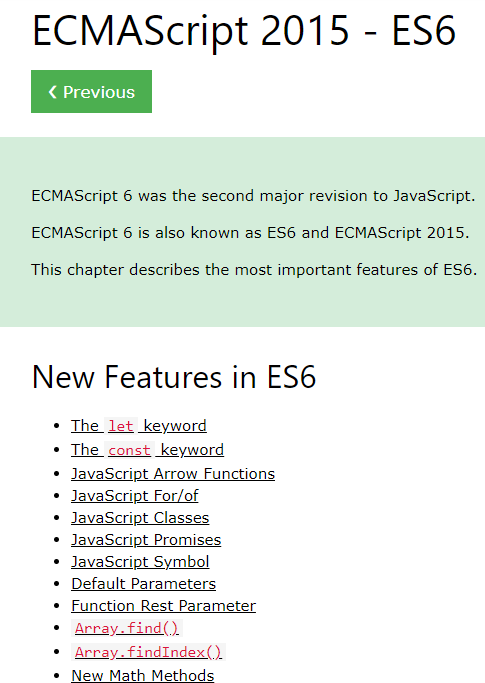 ECMAScript 2015 - ES6
❮ Previous
ECMAScript 6 was the second major revision to JavaScript.
ECMAScript 6 is also known as ES6 and ECMAScript 2015.
This chapter describes the most important features of ES6.
New Features in ES6
• The let keyword
• The const keyword
• JavaScript Arrow Functions
• JavaScript For/of
• JavaScript Classes
• JavaScript Promises
• JavaScript Symbol
• Default Parameters
• Function Rest Parameter
• Array.find()
• Array.findIndex()
• New Math Methods